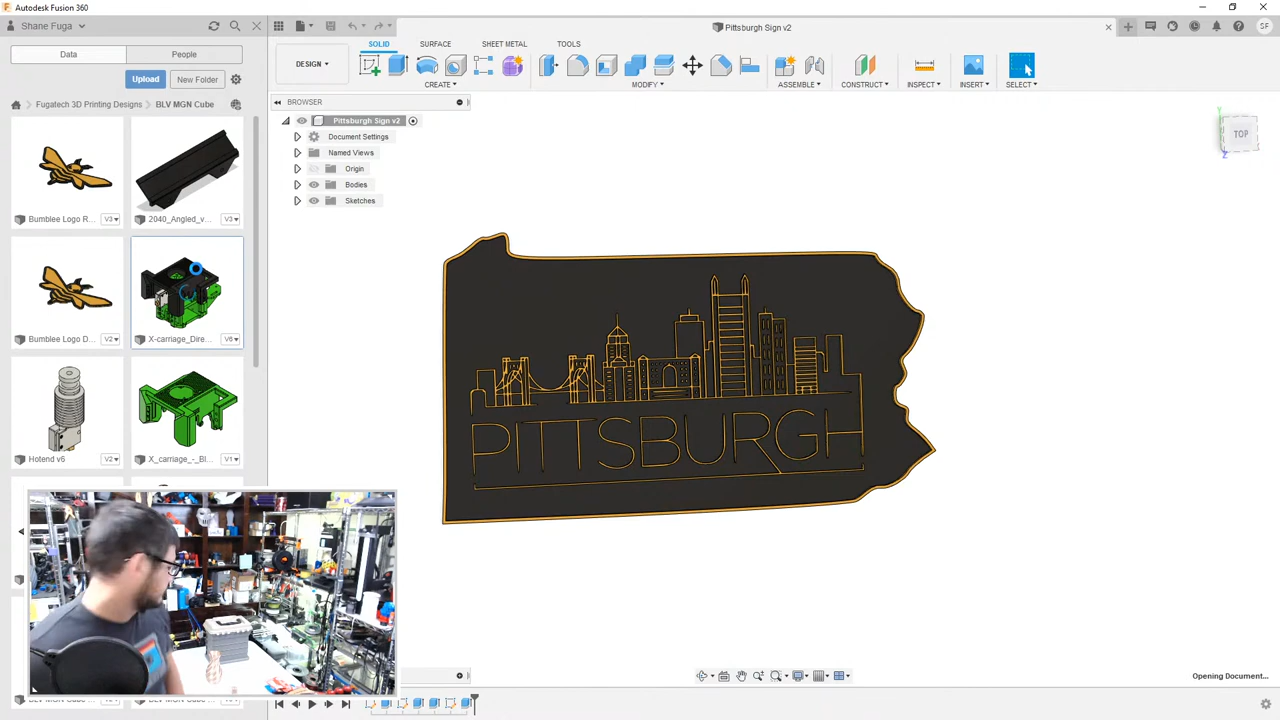 Autodesk Fusion 360
Shane Fuga
Pittsburgh Sign v2
SF
Data
People
Upload
New Folder
Fugatech 3D Printing Designs
BLV MGN Cube
DESIGN
SOLID
SURFACE
SHEET METAL
TOOLS
CREATE
MODIFY
ASSEMBLE
CONSTRUCT
INSPECT
INSERT
SELECT
BROWSER
Pittsburgh Sign v2
Document Settings
Named Views
Origin
Bodies
Sketches
TOP
Y
Z
Bumblee Logo R...
V3
2040_Angled_v...
V3
Bumblee Logo D...
V2
X-carriage_Dire...
V6
Hotend v6
V2
X_carriage_-_Bl...
V1
PITTSBURGH
Opening Document...